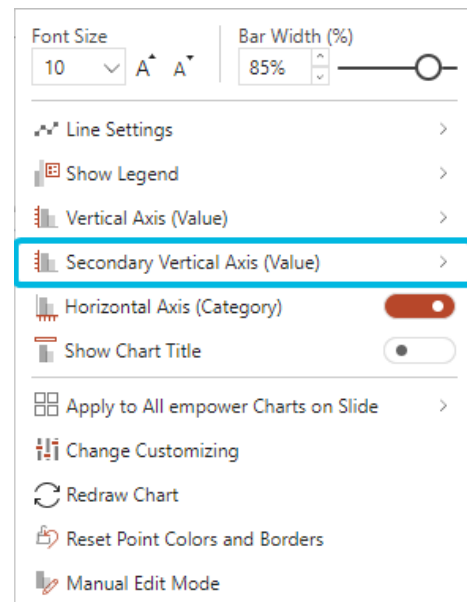 Font Size Bar Width (%)
10 A A 85%
Line Settings
Show Legend
Vertical Axis (Value)
Secondary Vertical Axis (Value)
Horizontal Axis (Category)
Show Chart Title
Apply to All empower Charts on Slide
Change Customizing
Redraw Chart
Reset Point Colors and Borders
Manual Edit Mode